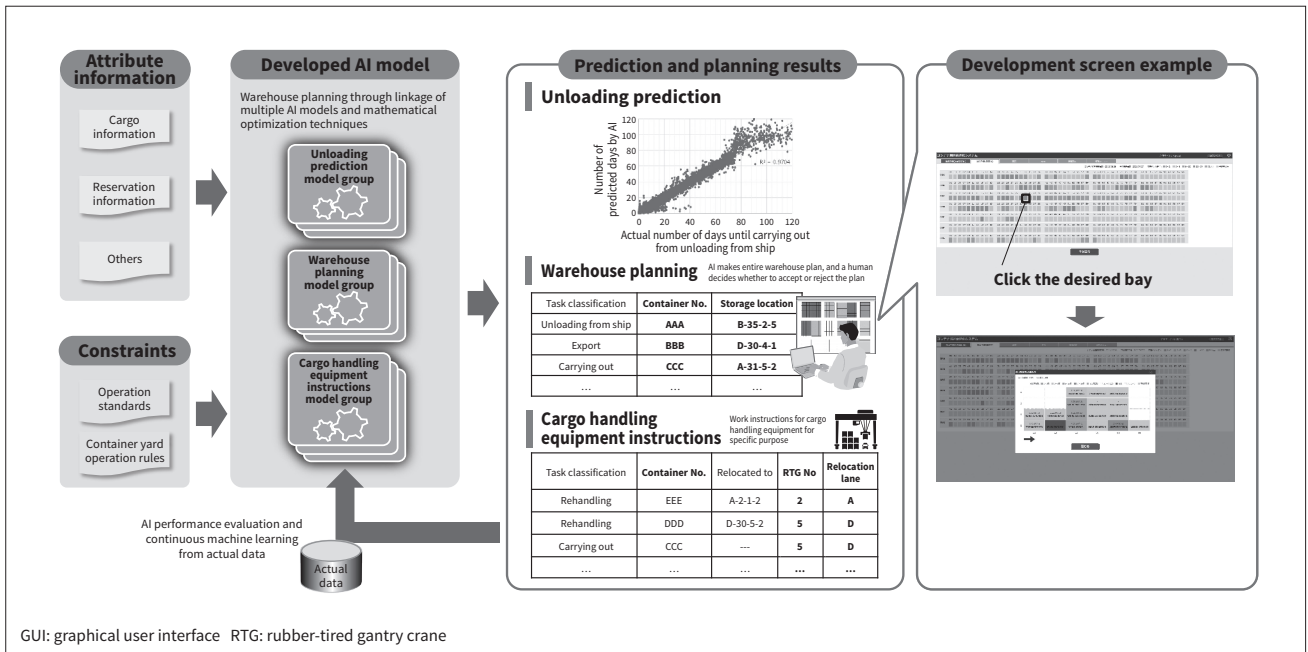 Attribute
information
Cargo
information
Reservation
information
Others
Constraints
Operation
standards
Container yard
operation rules
Developed AI model
Warehouse planning through linkage of
multiple AI models and mathematical
optimization techniques
Unloading
prediction
model group
Warehouse
planning
model group
Cargo handling
equipment
instructions
model group
AI performance evaluation and
continuous machine learning
from actual data
Actual
data
Prediction and planning results
Unloading prediction
Number of
predicted days by AI
120
100
80
60
40
20
0
R² = 0.9704
0 20 40 60 80 100 120
Actual number of days until carrying out
from unloading from ship
Warehouse planning
AI makes entire warehouse plan, and a human
decides whether to accept or reject the plan
Task classification Container No. Storage location
Unloading from ship AAA B-35-2-5
Export BBB D-30-4-1
Carrying out CCC A-31-5-2
… … …
Cargo handling
equipment instructions
Work instructions for cargo
handling equipment for
specific purpose
Task classification Container No. Relocated to RTG No Relocation lane
Rehandling EEE A-2-1-2 2 A
Rehandling DDD D-30-5-2 5 D
Carrying out CCC --- 5 D
… … … … …
Development screen example
Click the desired bay
GUI: graphical user interface RTG: rubber-tired gantry crane